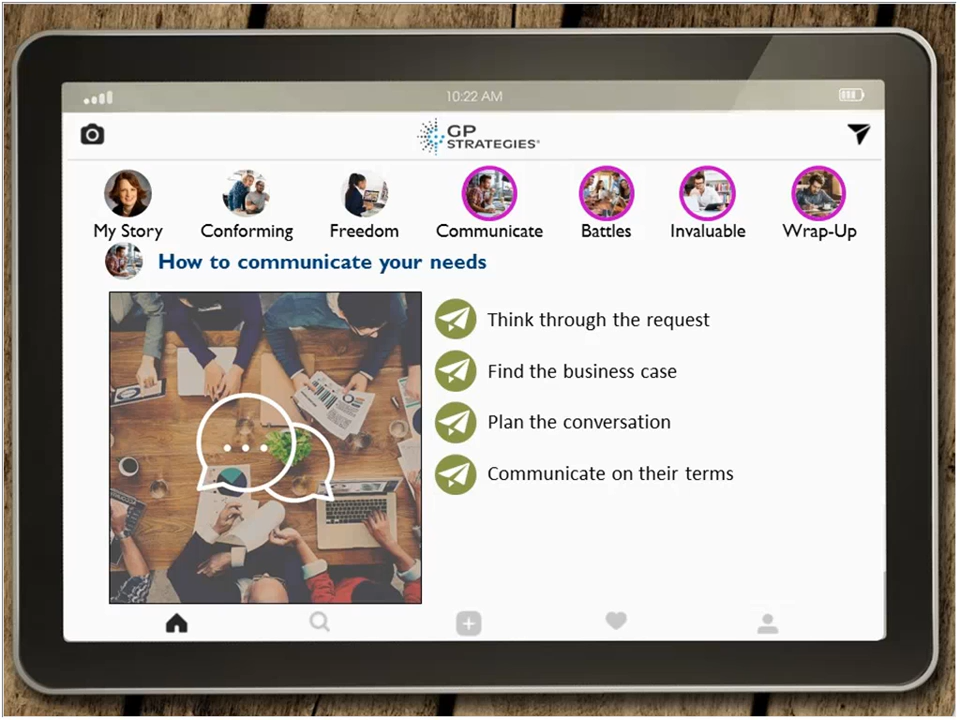 10:22 AM
GP
STRATEGIES®
My Story
Conforming
Freedom
Communicate
Battles
Invaluable
Wrap-Up
How to communicate your needs
Think through the request
Find the business case
Plan the conversation
Communicate on their terms